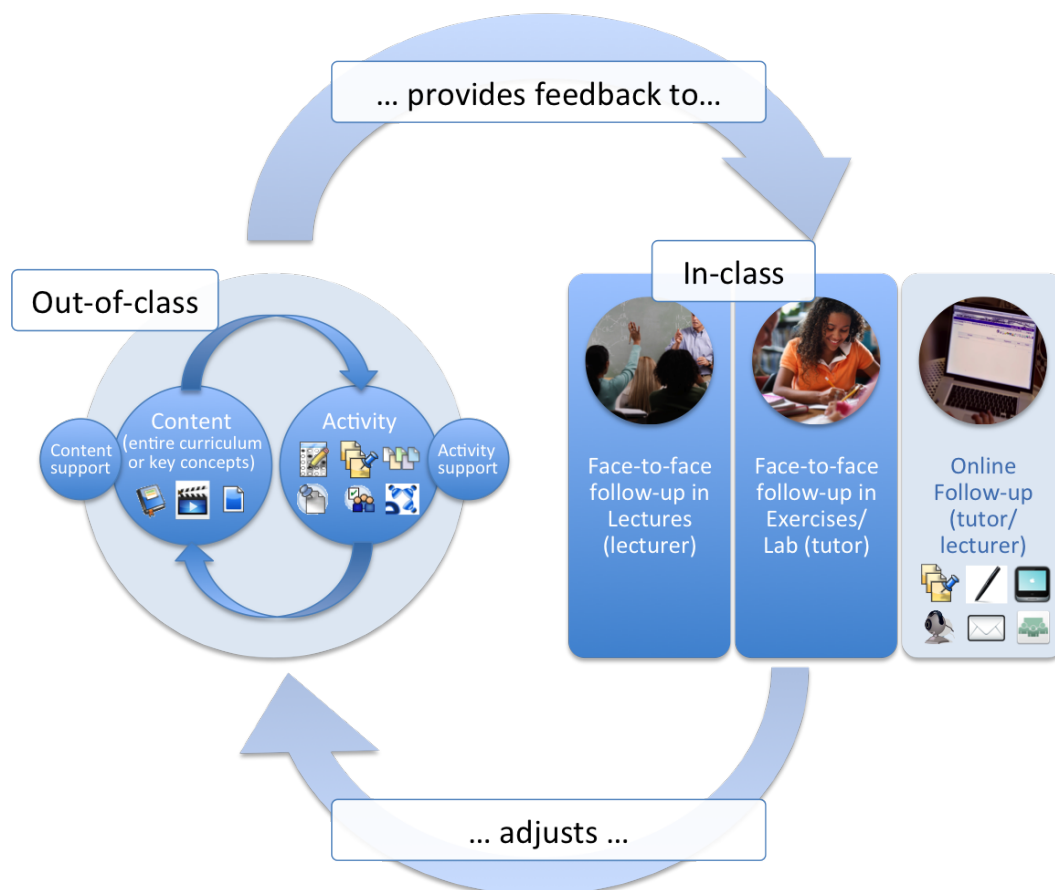 … provides feedback to…
Out-of-class
In-class
Content
(entire curriculum
or key concepts)
Activity
Content
support
Activity
support
Face-to-face
follow-up in
Lectures
(lecturer)
Face-to-face
follow-up in
Exercises/
Lab (tutor)
Online
Follow-up
(tutor/
lecturer)
… adjusts …